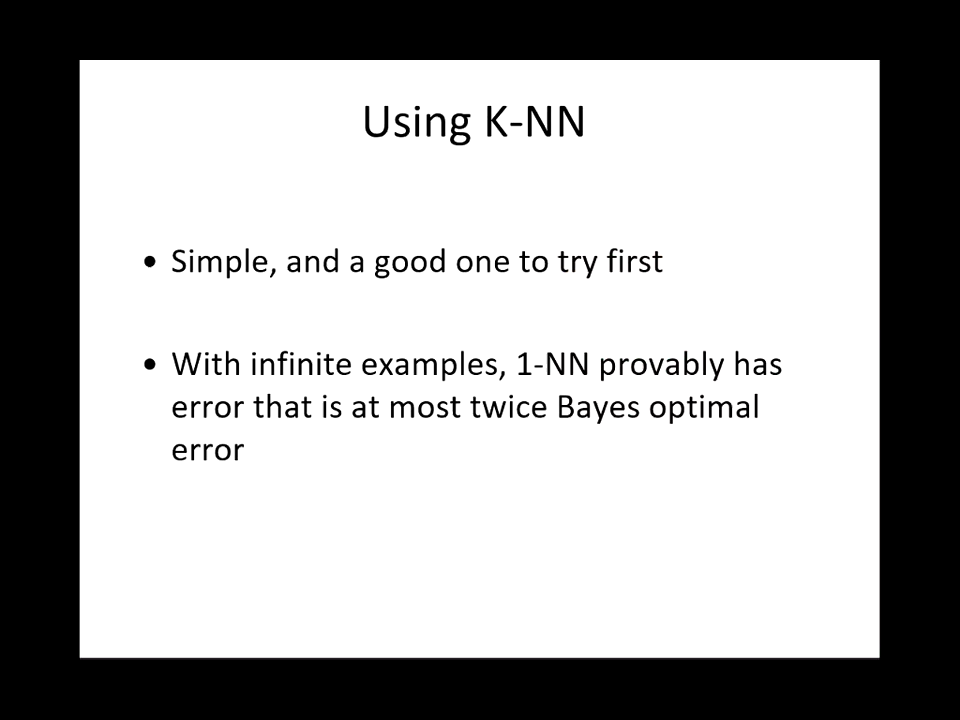 Using K-NN
• Simple, and a good one to try first
• With infinite examples, 1-NN provably has
error that is at most twice Bayes optimal
error